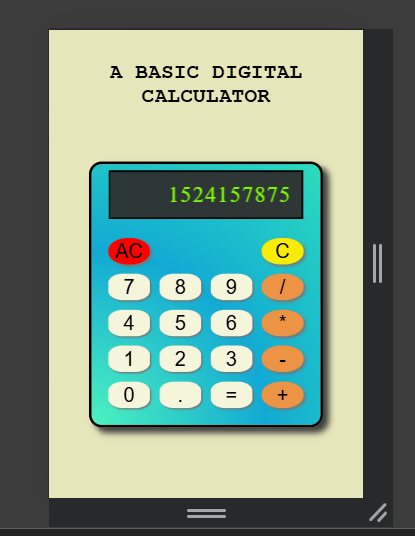 A BASIC DIGITAL
CALCULATOR
1524157875
AC C
7 8 9 /
4 5 6 *
1 2 3 -
0 . = +